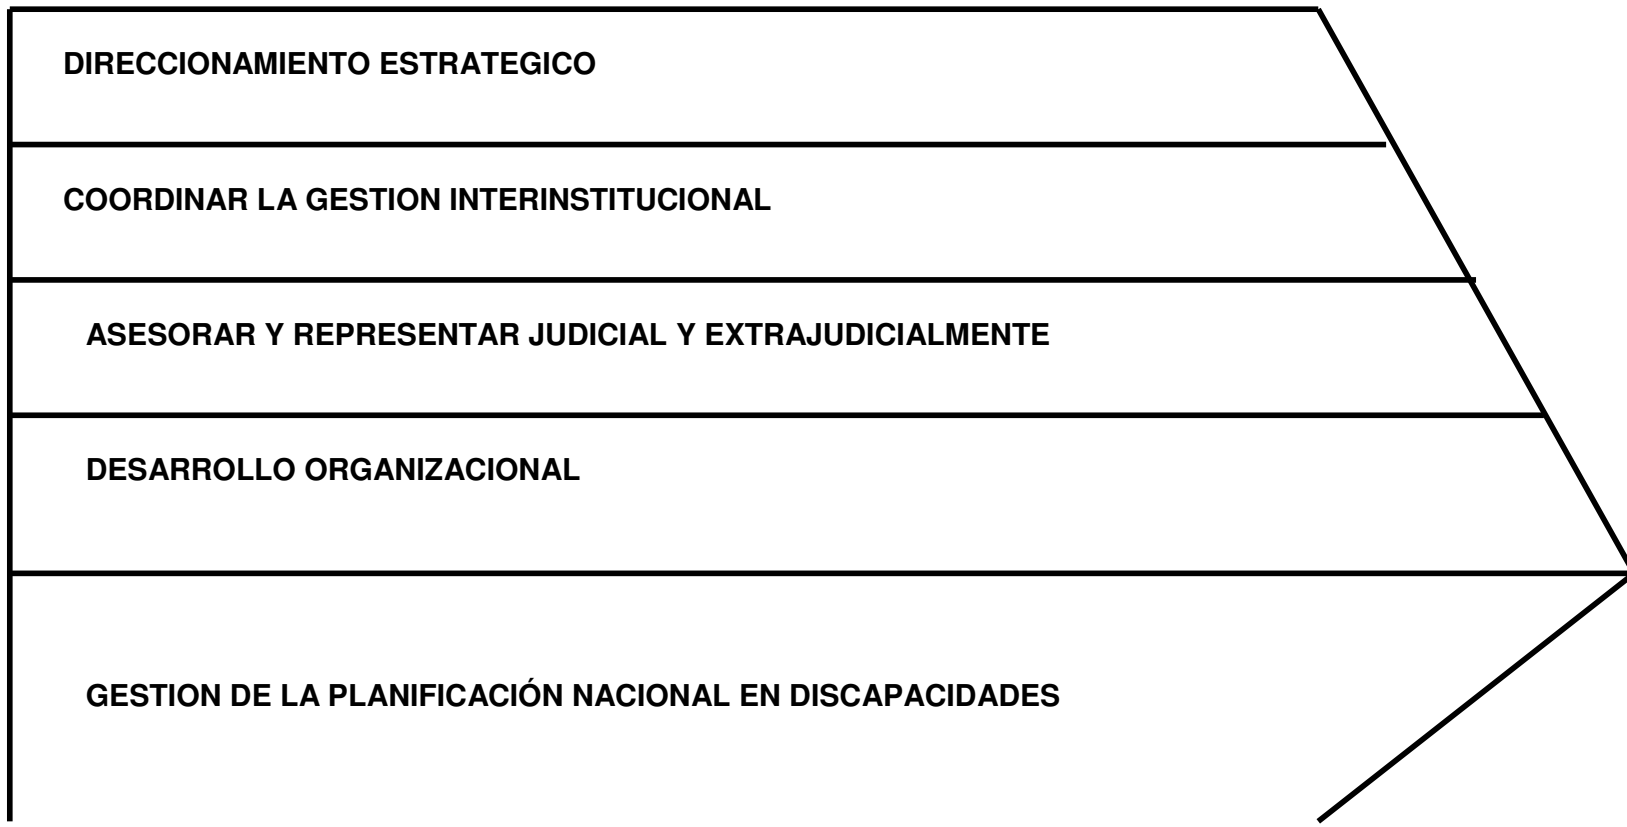 DIRECCIONAMIENTO ESTRATEGICO
COORDINAR LA GESTION INTERINSTITUCIONAL
ASESORAR Y REPRESENTAR JUDICIAL Y EXTRAJUDICIALMENTE
DESARROLLO ORGANIZACIONAL
GESTION DE LA PLANIFICACIÓN NACIONAL EN DISCAPACIDADES